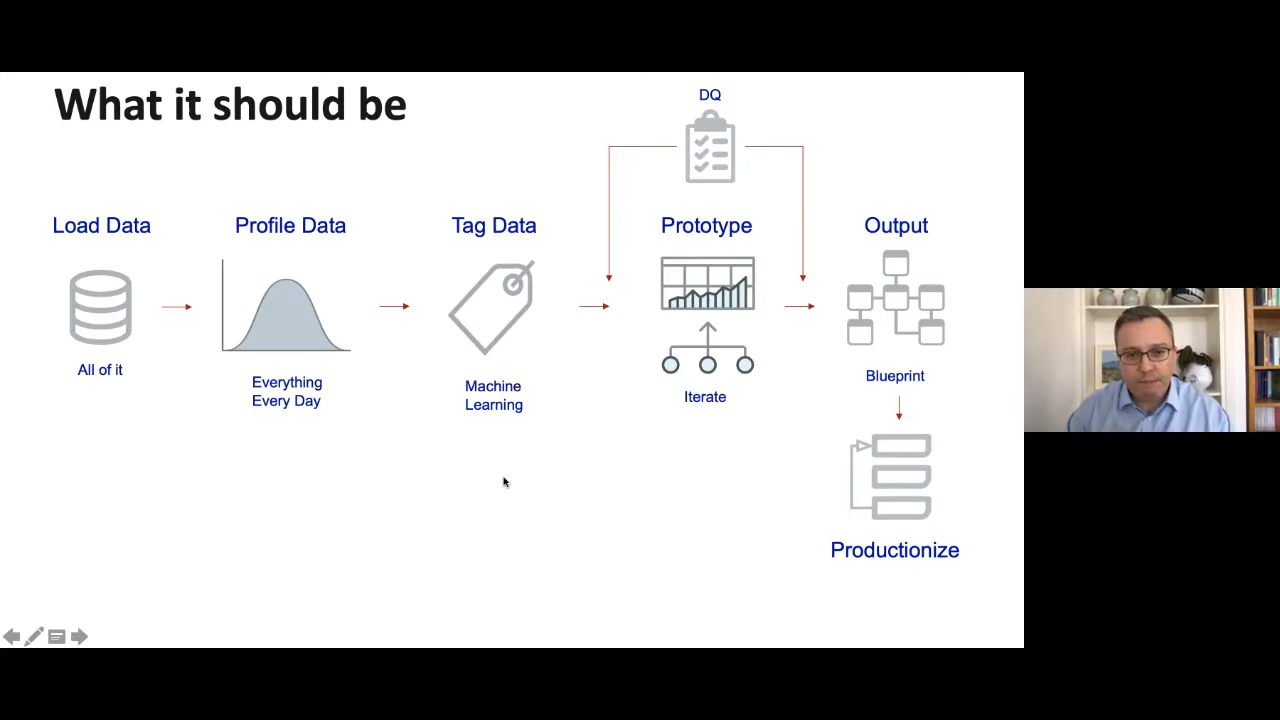 What it should be
DQ
Load Data
Profile Data
Tag Data
Prototype
Output
All of it
Everything
Every Day
Machine
Learning
Iterate
Blueprint
Productionize